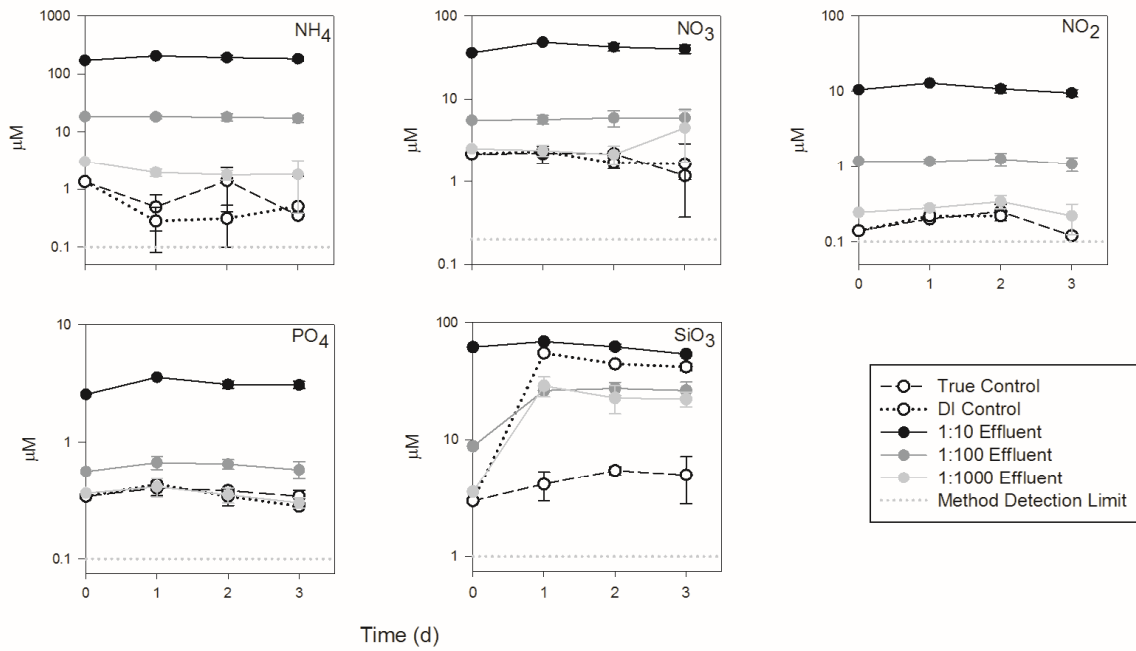 NH4
1000
100
10
1
0.1
µM
NO3
100
10
1
0.1
µM
NO2
100
10
1
0.1
µM
0 1 2 3
PO4
10
1
0.1
µM
0 1 2 3
SiO3
100
10
1
µM
0 1 2 3
True Control
DI Control
1:10 Effluent
1:100 Effluent
1:1000 Effluent
Method Detection Limit
Time (d)